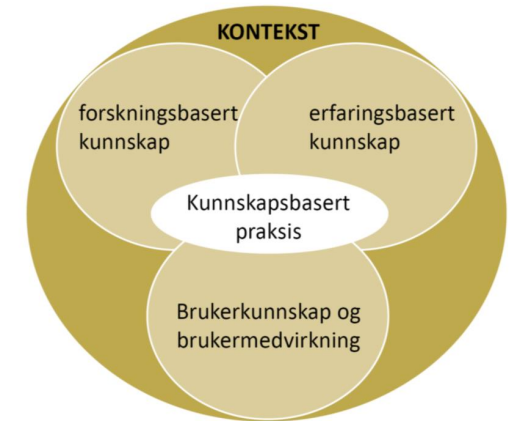 KONTEKST
forskningsbasert
kunnskap
erfaringsbasert
kunnskap
Kunnskapsbasert
praksis
Brukerkunnskap og
brukermedvirkning